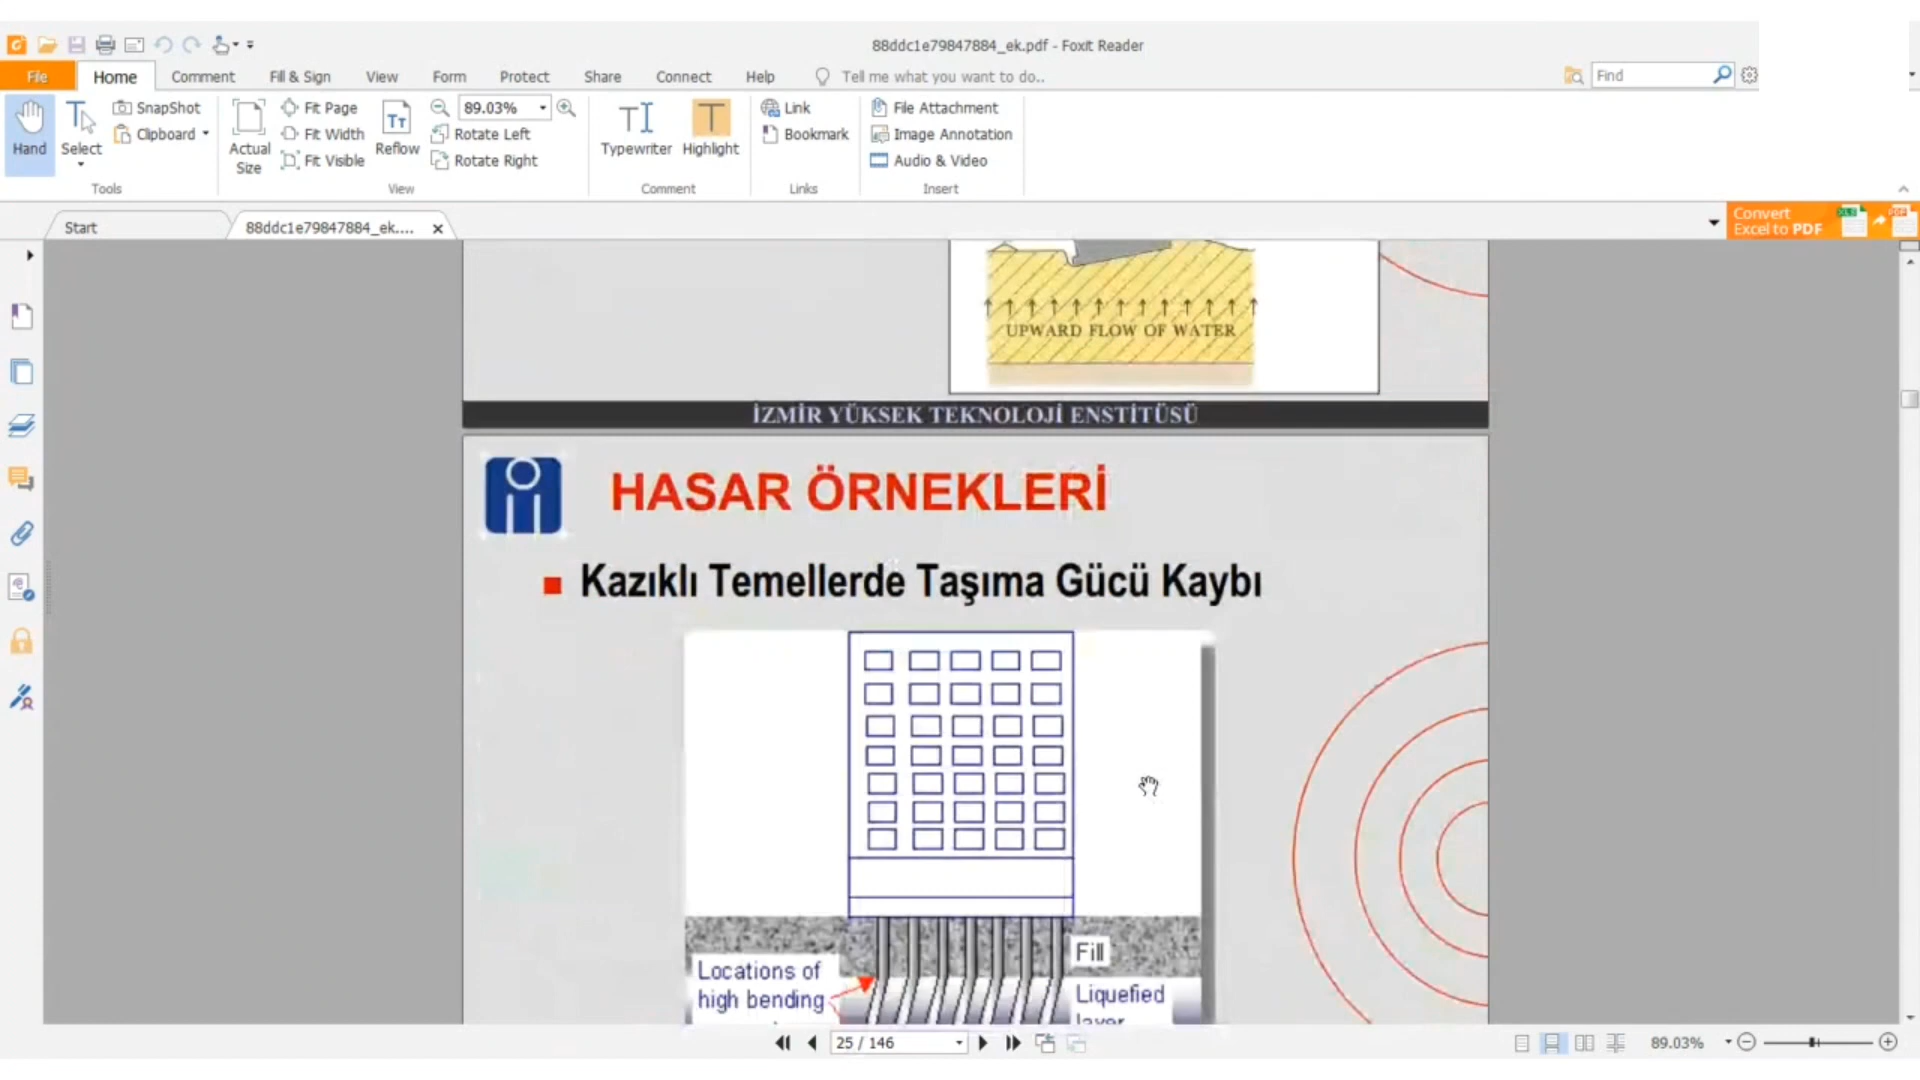 88ddc1e79847884_ek.pdf - Foxit Reader
File Home Comment Fill & Sign View Form Protect Share Connect Help Tell me what you want to do.. Find
Hand
Select
SnapShot
Clipboard
Tools
Actual
Size
Fit Page
Fit Width
Fit Visible
Reflow
89.03%
Rotate Left
Rotate Right
View
Typewriter
Highlight
Comment
Link
Bookmark
Links
File Attachment
Image Annotation
Audio & Video
Insert
Start
88ddc1e79847884_ek....
Convert
Excel to PDF
UPWARD FLOW OF WATER
İZMİR YÜKSEK TEKNOLOJİ ENSTİTÜSÜ
HASAR ÖRNEKLERİ
Kazıklı Temellerde Taşıma Gücü Kaybı
Fill
Locations of
high bending
Liquefied
layer
25 / 146
89.03%